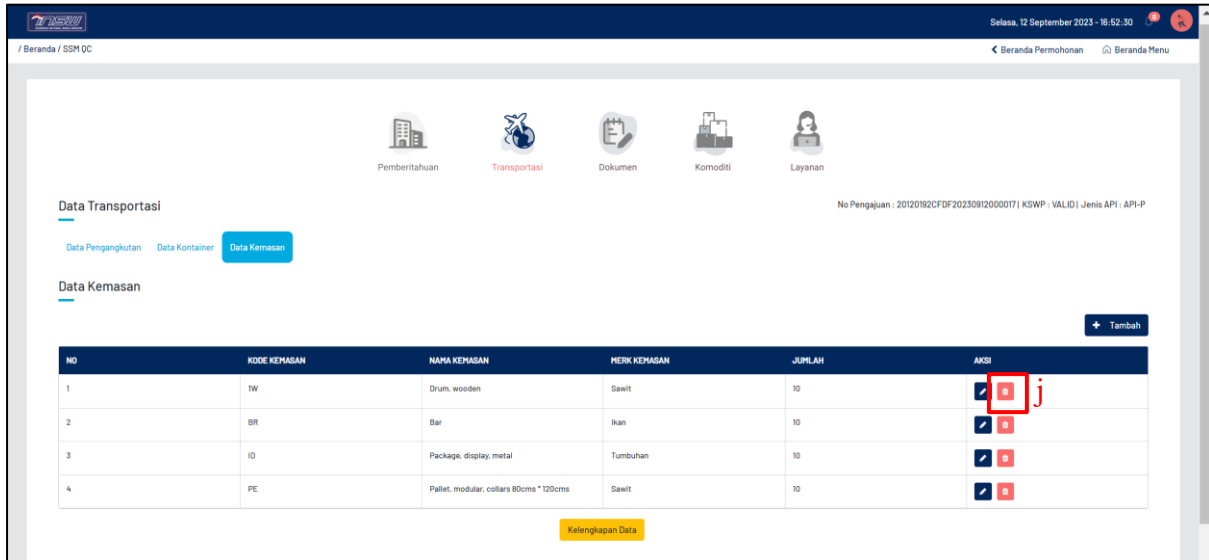 INSW
Selasa, 12 September 2023 - 16:52:30 0
/ Beranda / SSM QC Beranda Permohonan Beranda Menu
Pemberitahuan Transportasi Dokumen Komoditi Layanan
Data Transportasi No Pengajuan : 20120192CFDF20230912000017 | KSWP : VALID | Jenis API : API-P
Data Pengangkutan Data Kontainer Data Kemasan
Data Kemasan
+ Tambah
NO KODE KEMASAN NAMA KEMASAN MERK KEMASAN JUMLAH AKSI
1 1W Drum, wooden Sawit 10 j
2 BR Bar Ikan 10
3 ID Package, display, metal Tumbuhan 10
4 PE Pallet, modular, collars 80cms * 120cms Sawit 10
Kelengkapan Data